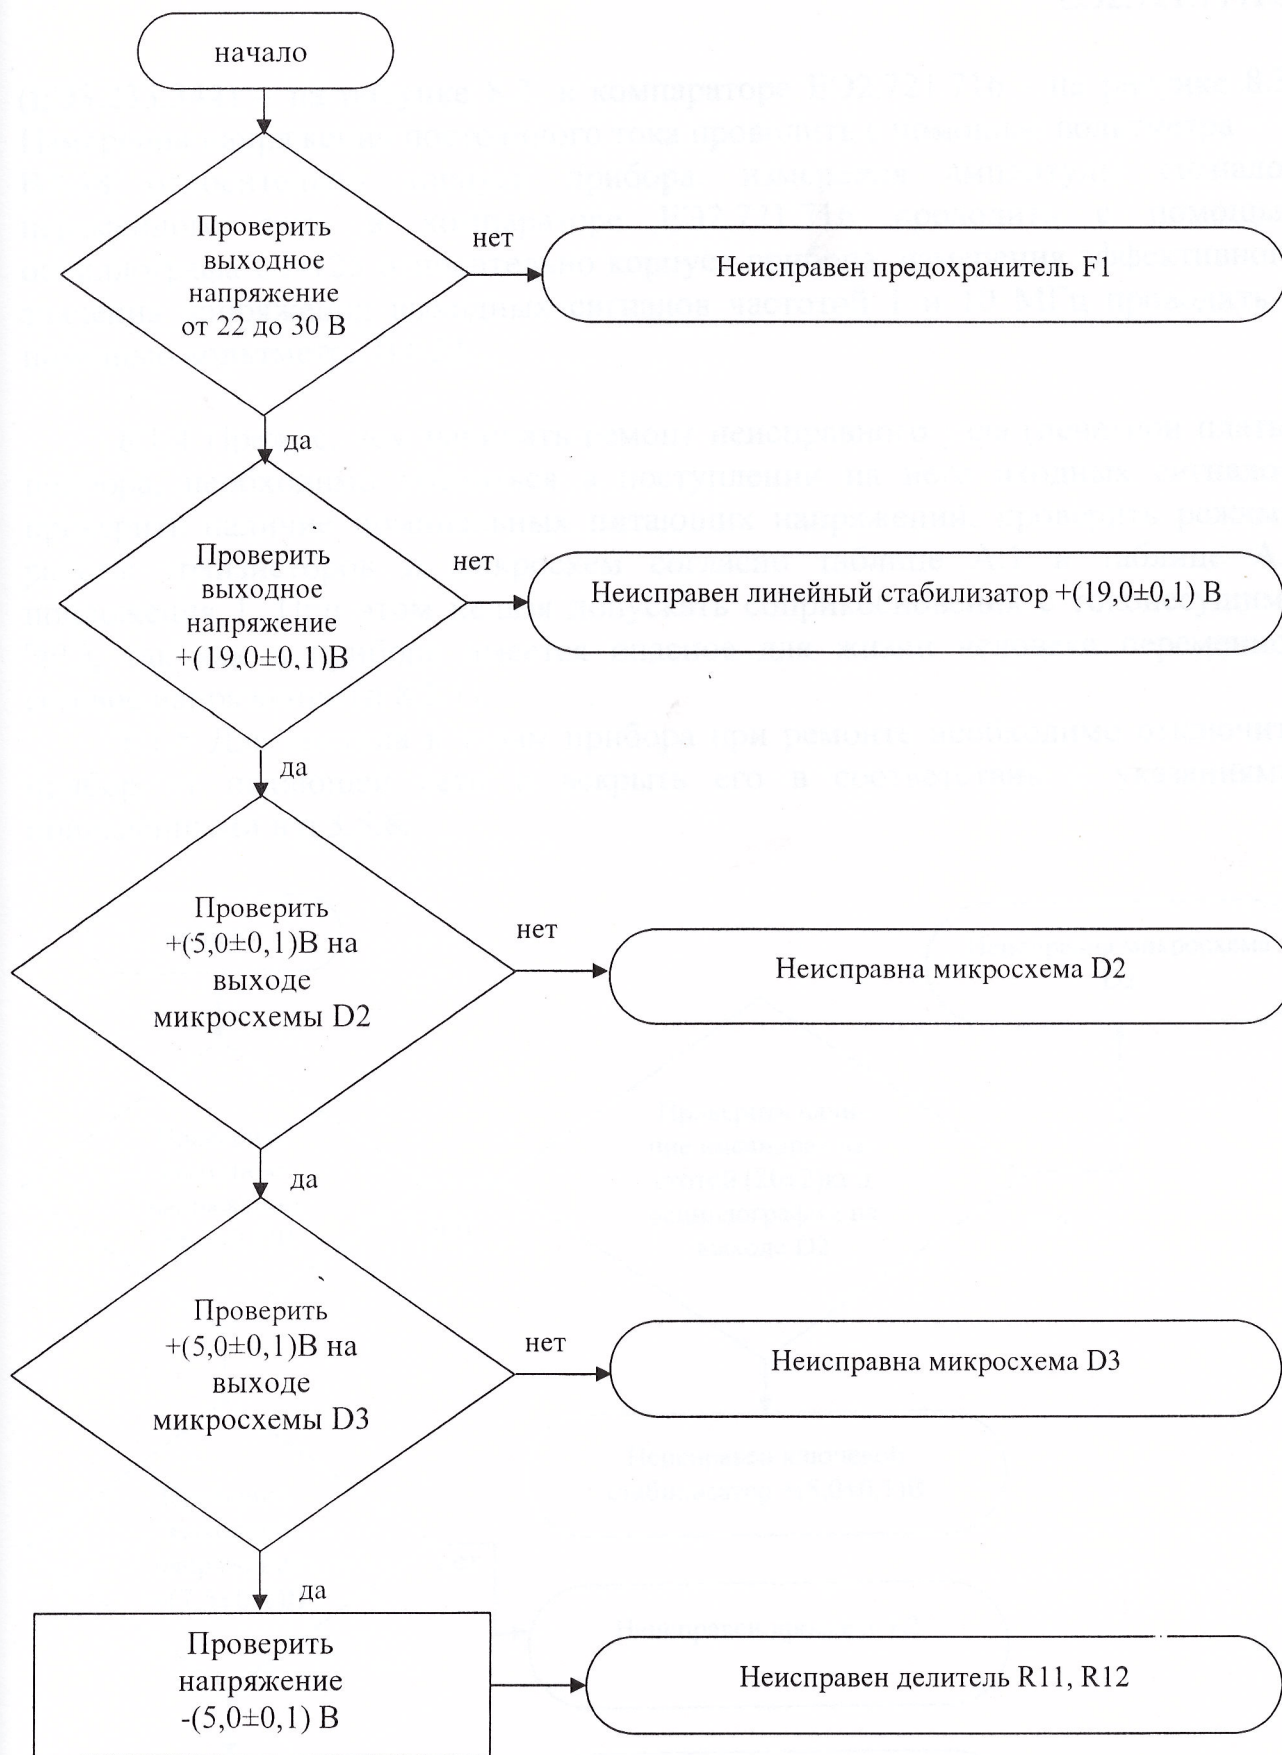 начало
Проверить
выходное
напряжение
от 22 до 30 В
нет
Неисправен предохранитель F1
да
Проверить
выходное
напряжение
+(19,0±0,1)В
нет
Неисправен линейный стабилизатор +(19,0±0,1) В
да
Проверить
+(5,0±0,1)В на
выходе
микросхемы D2
нет
Неисправна микросхема D2
да
Проверить
+(5,0±0,1)В на
выходе
микросхемы D3
нет
Неисправна микросхема D3
да
Проверить
напряжение
-(5,0±0,1) В
Неисправен делитель R11, R12